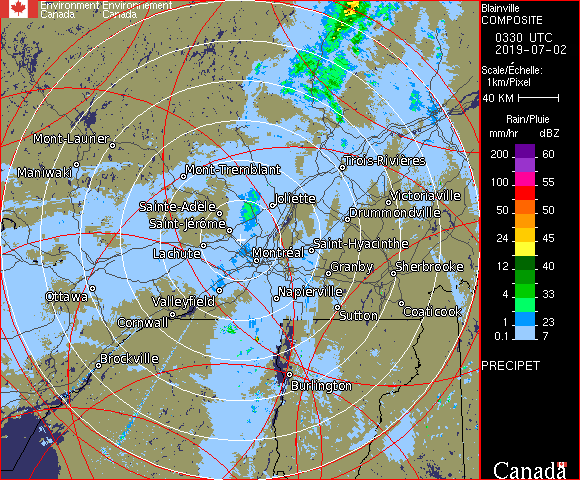 Environment Environnement
Canada Canada
Blainville
COMPOSITE
0330 UTC
2019-07-02
Scale/Échelle:
1km/Pixel
40 KM
Rain/Pluie
mm/hr dBZ
200 60
100 55
50 50
24 45
12 40
4 33
1 23
0.1 7
PRECIPET
Canada
Mont-Laurier
Maniwaki
Mont-Tremblant
Trois-Rivières
Sainte-Adele
Joliette
Victoriaville
Drummondville
Saint-Jérôme
Lachute
Montréal
Saint-Hyacinthe
Granby
Sherbrooke
Ottawa
Valleyfield
Napierville
Cornwall
Sutton
Coaticook
Brockville
Burlington